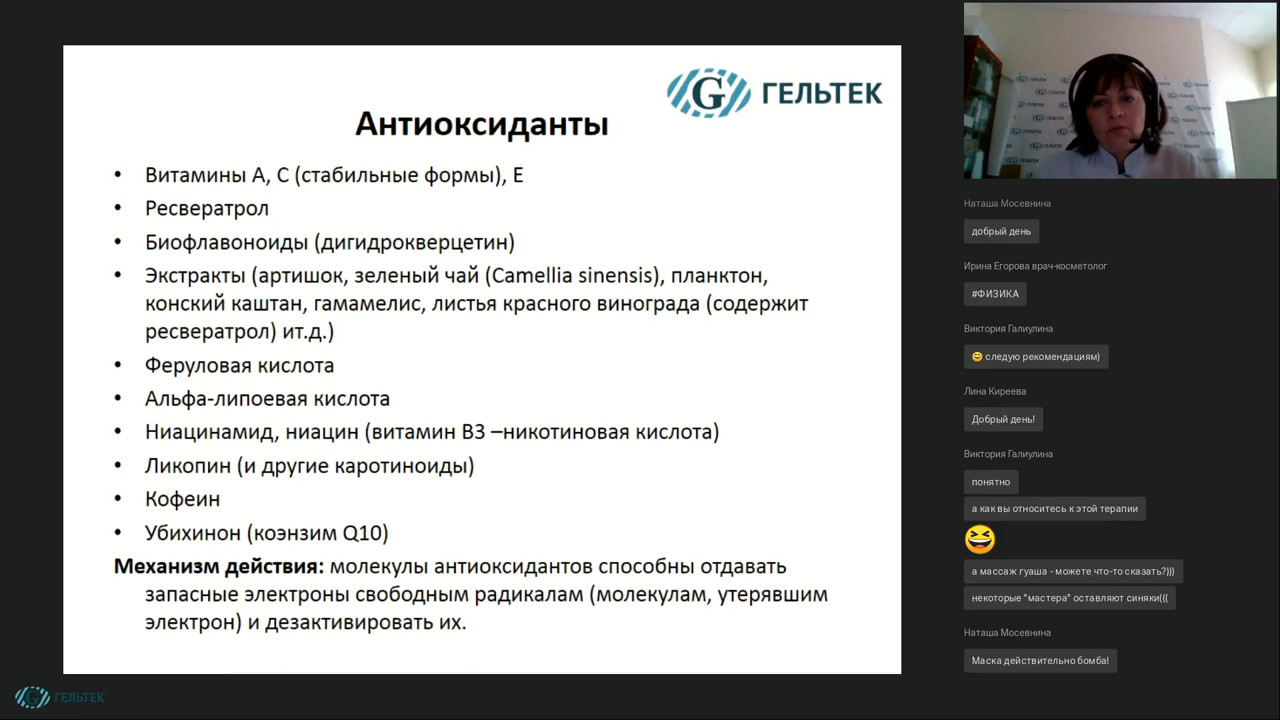 ГЕЛЬТЕК
Антиоксиданты
• Витамины А, С (стабильные формы), Е
• Ресвератрол
• Биофлавоноиды (дигидрокверцетин)
• Экстракты (артишок, зеленый чай (Camellia sinensis), планктон,
конский каштан, гамамелис, листья красного винограда (содержит
ресвератрол) ит.д.)
• Феруловая кислота
• Альфа-липоевая кислота
• Ниацинамид, ниацин (витамин В3 –никотиновая кислота)
• Ликопин (и другие каротиноиды)
• Кофеин
• Убихинон (коэнзим Q10)
Механизм действия: молекулы антиоксидантов способны отдавать
запасные электроны свободным радикалам (молекулам, утерявшим
электрон) и дезактивировать их.
ГЕЛЬТЕК
Наташа Мосевнина
добрый день
Ирина Егорова врач-косметолог
#ФИЗИКА
Виктория Галиулина
😊 следую рекомендациям)
Лина Киреева
Добрый день!
Виктория Галиулина
понятно
а как вы относитесь к этой терапии
😆
а массаж гуаша - можете что-то сказать?)))
некоторые "мастера" оставляют синяки(((
Наташа Мосевнина
Маска действительно бомба!